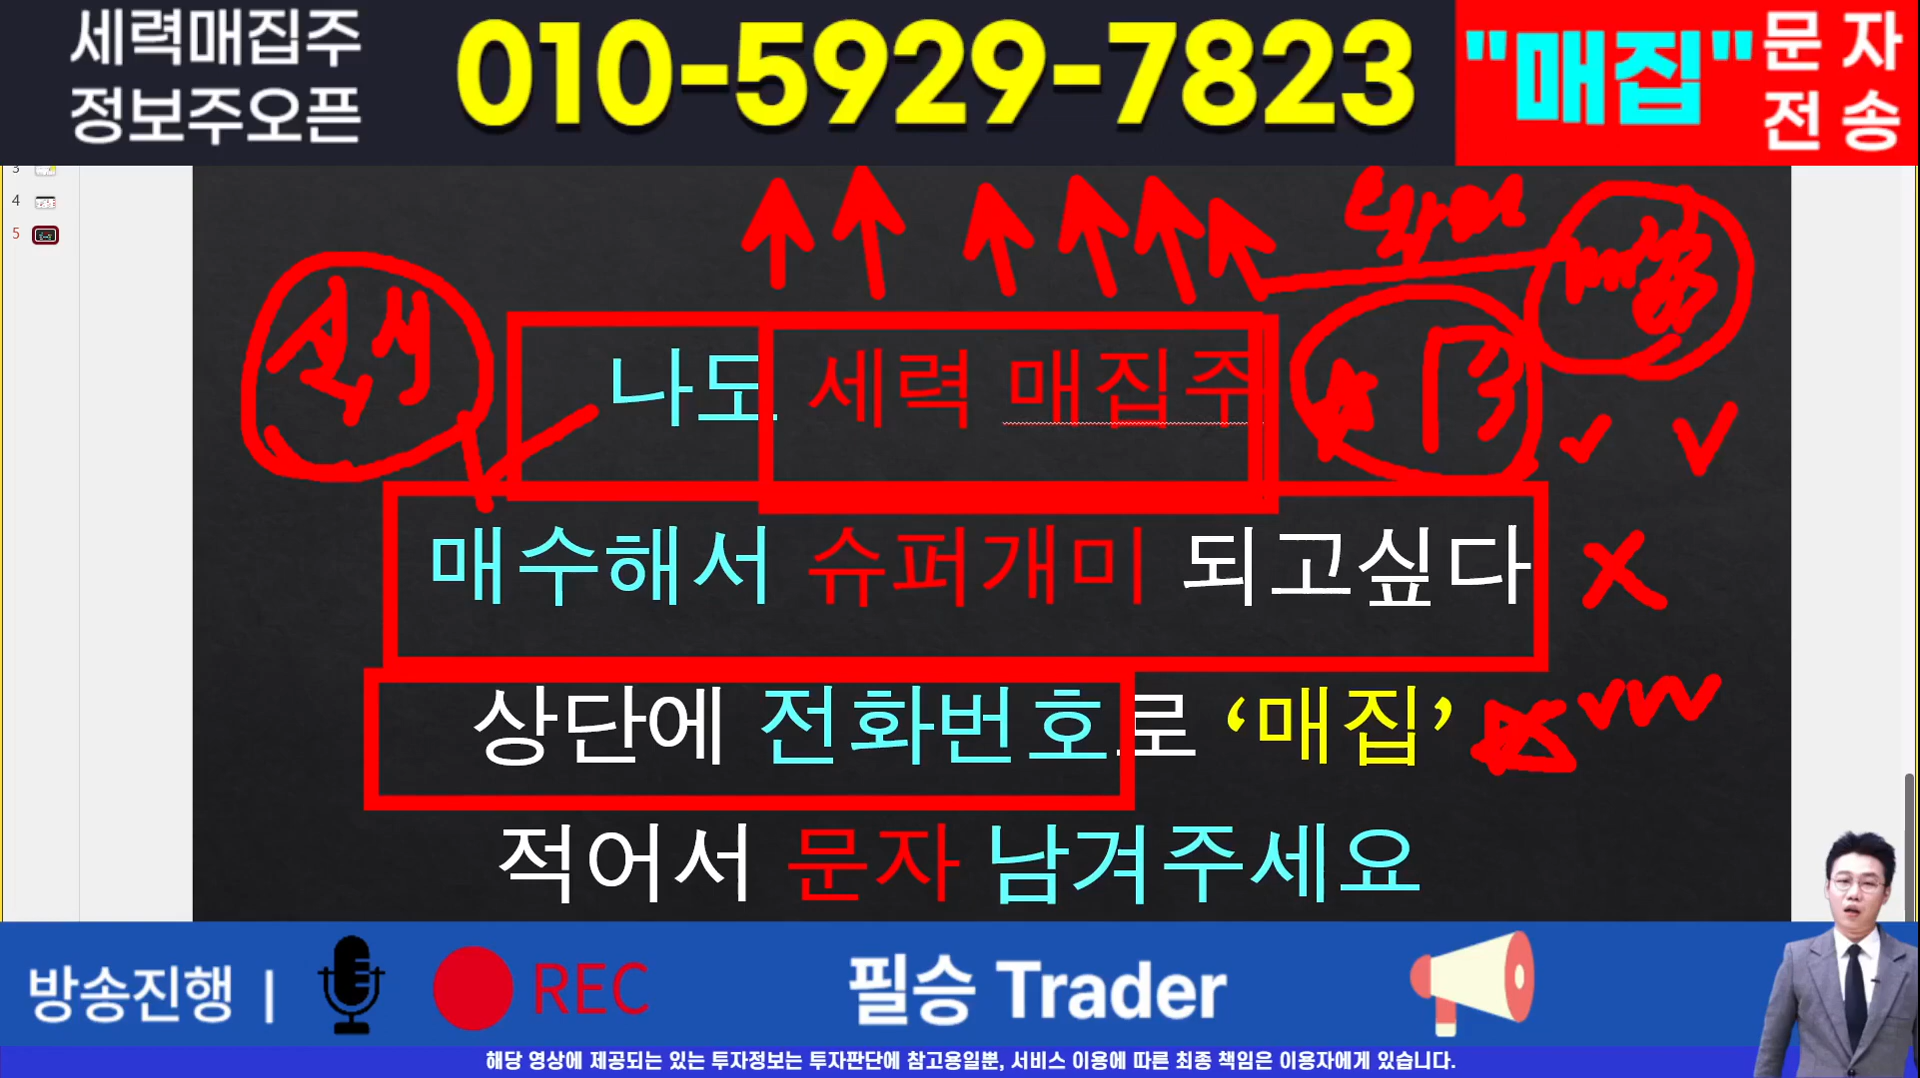 세력매집주
정보주오픈
010-5929-7823
"매집"
문자
전송
4
5
나도 세력 매집주
매수해서 슈퍼개미 되고싶다
상단에 전화번호로 ‘매집’
적어서 문자 남겨주세요
방송진행 |
REC
필승 Trader
해당 영상에 제공되는 있는 투자정보는 투자판단에 참고용일뿐, 서비스 이용에 따른 최종 책임은 이용자에게 있습니다.